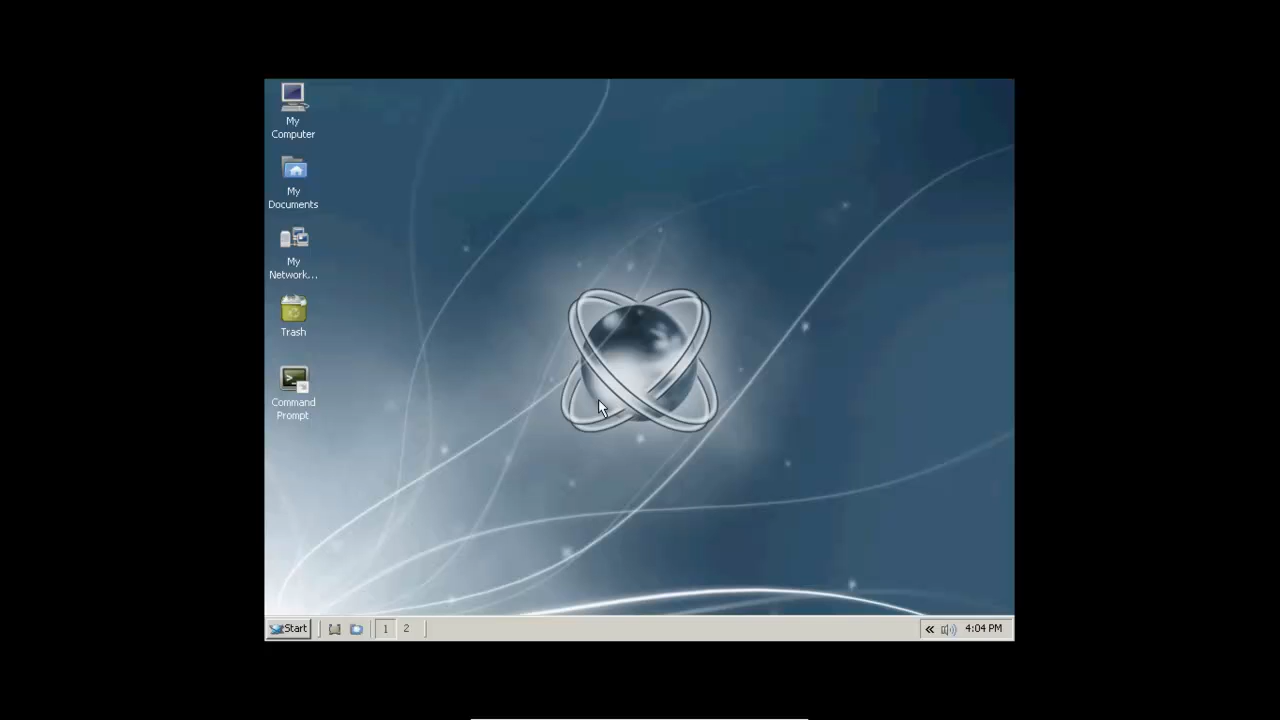 My
Computer
My
Documents
My
Network...
Trash
Command
Prompt
Start
1
2
4:04 PM